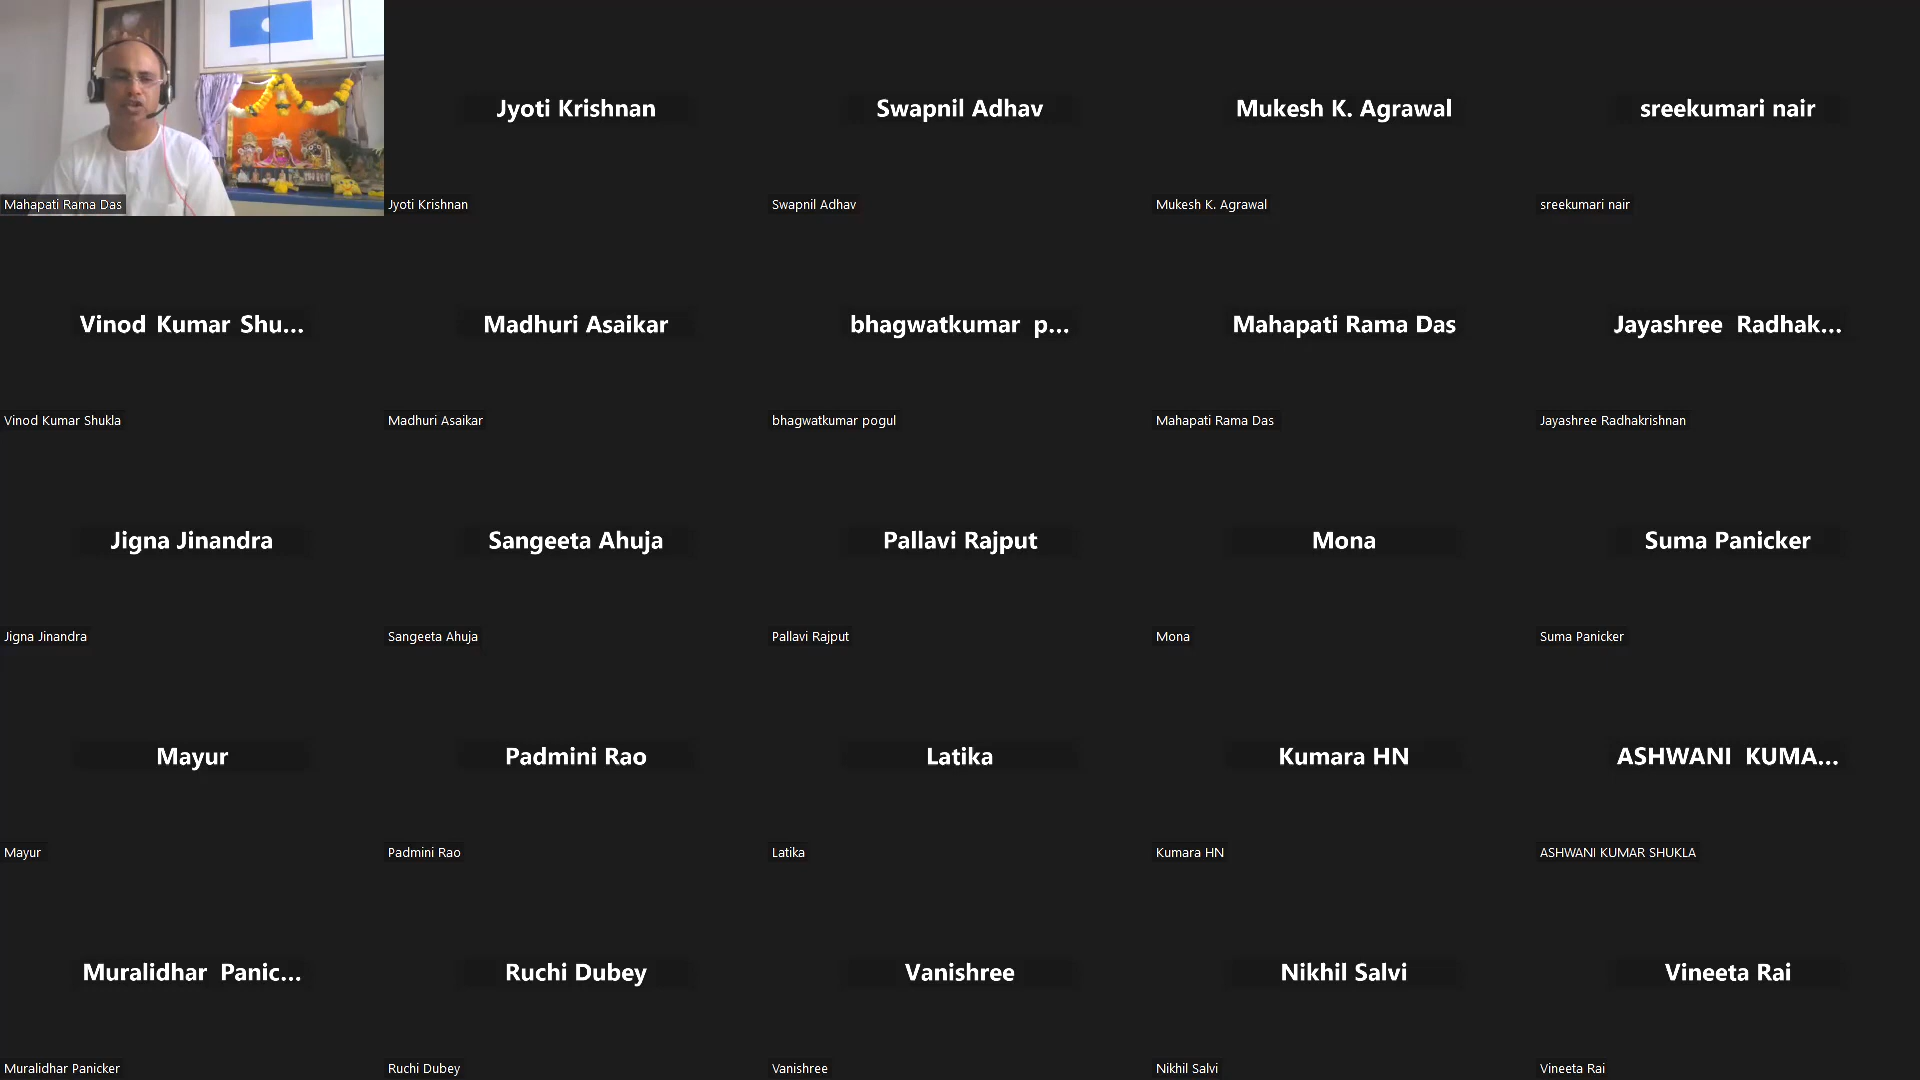 Mahapati Rama Das
Jyoti Krishnan
Jyoti Krishnan
Swapnil Adhav
Swapnil Adhav
Mukesh K. Agrawal
Mukesh K. Agrawal
sreekumari nair
sreekumari nair
Vinod Kumar Shu...
Vinod Kumar Shukla
Madhuri Asaikar
Madhuri Asaikar
bhagwatkumar p...
bhagwatkumar pogul
Mahapati Rama Das
Mahapati Rama Das
Jayashree Radhak...
Jayashree Radhakrishnan
Jigna Jinandra
Jigna Jinandra
Sangeeta Ahuja
Sangeeta Ahuja
Pallavi Rajput
Pallavi Rajput
Mona
Mona
Suma Panicker
Suma Panicker
Mayur
Mayur
Padmini Rao
Padmini Rao
Latika
Latika
Kumara HN
Kumara HN
ASHWANI KUMA...
ASHWANI KUMAR SHUKLA
Muralidhar Panic...
Muralidhar Panicker
Ruchi Dubey
Ruchi Dubey
Vanishree
Vanishree
Nikhil Salvi
Nikhil Salvi
Vineeta Rai
Vineeta Rai